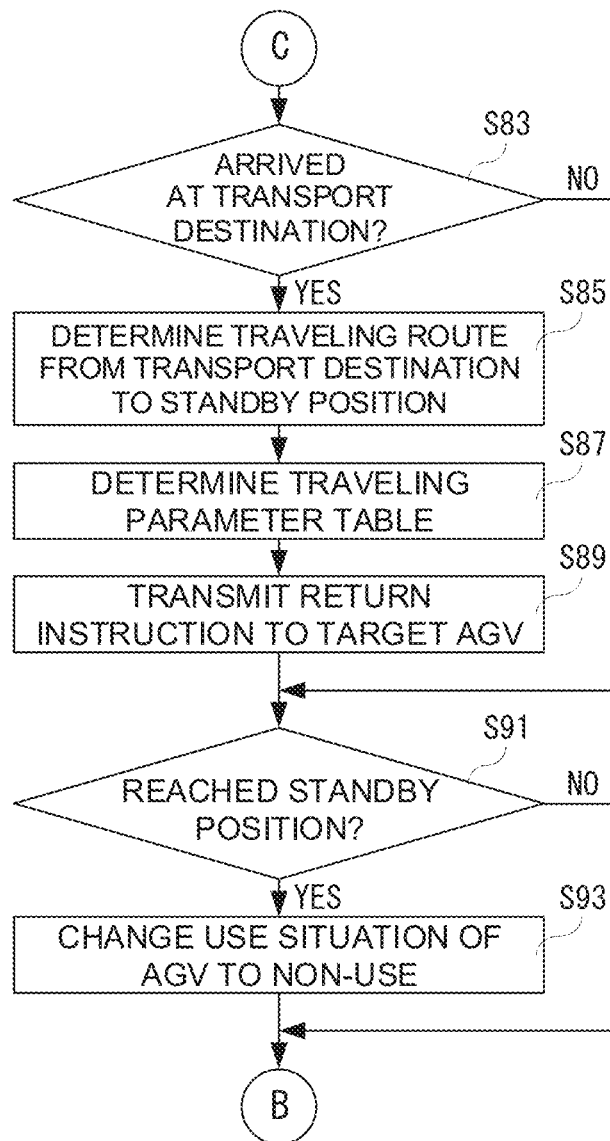 C
S83
ARRIVED
AT TRANSPORT
DESTINATION?
NO
YES
S85
DETERMINE TRAVELING ROUTE
FROM TRANSPORT DESTINATION
TO STANDBY POSITION
S87
DETERMINE TRAVELING
PARAMETER TABLE
S89
TRANSMIT RETURN
INSTRUCTION TO TARGET AGV
S91
REACHED STANDBY
POSITION?
NO
YES
S93
CHANGE USE SITUATION OF
AGV TO NON-USE
B